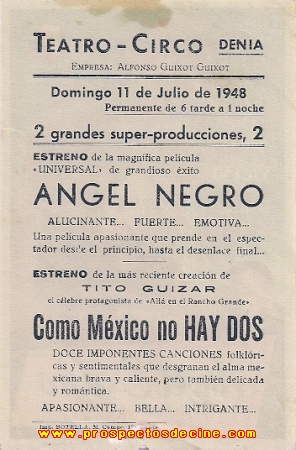 TEATRO - CIRCO DENIA
EMPRESA: ALFONSO GUIXOT GUIXOT
Domingo 11 de Julio de 1948
Permanente de 6 tarde a 1 noche
2 grandes super-producciones, 2
ESTRENO de la magnífica película
«UNIVERSAL» de grandioso éxito
ANGEL NEGRO
ALUCINANTE... FUERTE... EMOTIVA...
Una película apasionante que prende en el espec-
tador desde el principio, hasta el desenlace final...
ESTRENO de la más reciente creación de
TITO GUIZAR
el célebre protagonista de «Allá en el Rancho Grande»
Como México no HAY DOS
DOCE IMPONENTES CANCIONES folklóri-
cas y sentimentales que desgranan el alma me-
xicana brava y caliente, pero también delicada
y romántica.
APASIONANTE... BELLA... INTRIGANTE...
Imp. BOTELLA, M. Campo,
www.prospectosdecine.com